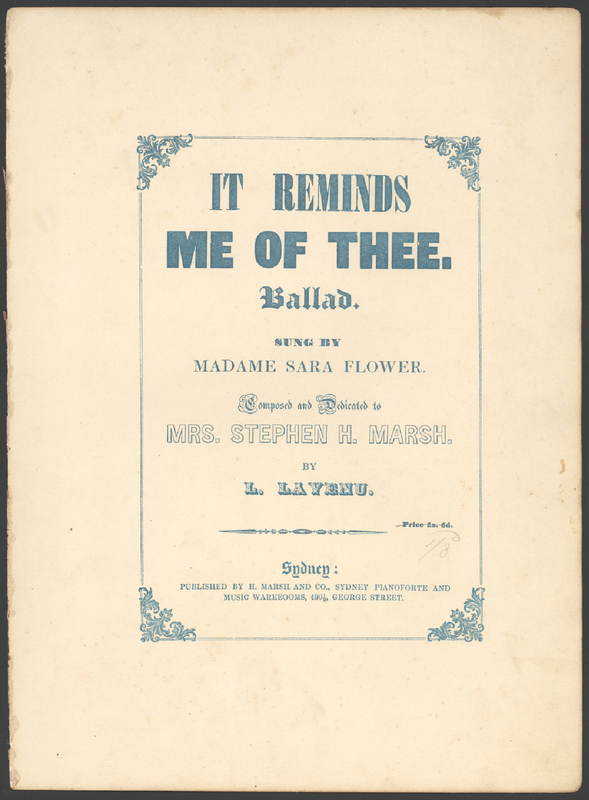 IT REMINDS
ME OF THEE.
Ballad.
SUNG BY
MADAME SARA FLOWER.
Composed and Dedicated to
MRS. STEPHEN H. MARSH.
BY
L. LAVENU.
Price 2s. 6d.
1/3
Sydney:
PUBLISHED BY H. MARSH AND CO., SYDNEY PIANOFORTE AND
MUSIC WAREROOMS, 490½, GEORGE STREET.